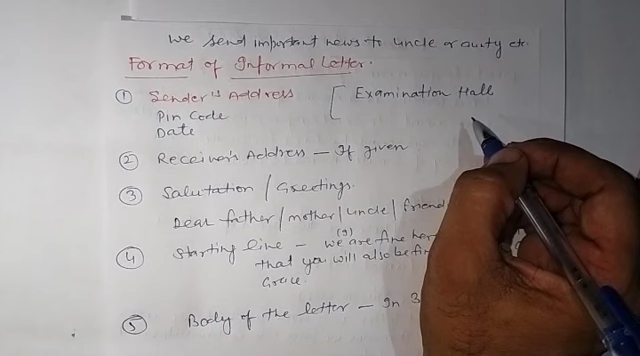 we send important news to uncle or aunty etc.
Format of Informal Letter.
① Sender's Address [ Examination Hall
Pin Code
Date
② Receiver's Address - If given
③ Salutation / Greetings.
Dear father / mother / uncle / friend
④ Starting line - we are fine here
(I)
that you will also be fin
Grace.
⑤ Body of the letter - In 3